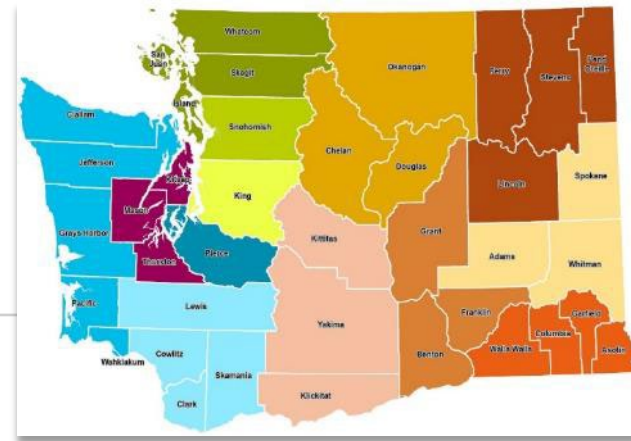 Whatcom
San
Juan
Skagit
Island
Okanogan
Ferry
Stevens
Pend
Oreille
Clallam
Snohomish
Chelan
Douglas
Jefferson
Kitsap
Spokane
Lincoln
King
Mason
Grays Harbor
Grant
Kittitas
Pierce
Adams
Whitman
Thurston
Pacific
Lewis
Yakima
Franklin
Garfield
Columbia
Walla Walla
Asotin
Cowlitz
Wahkiakum
Skamania
Benton
Clark
Klickitat